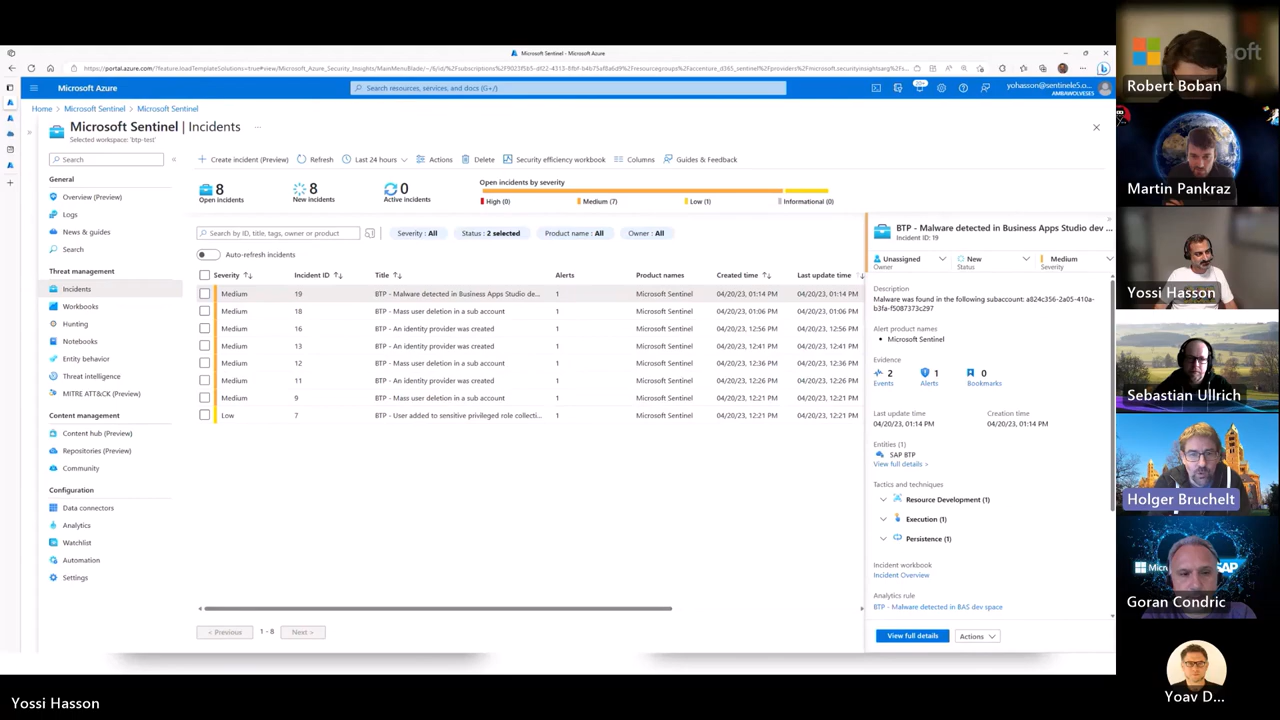 Microsoft Sentinel - Microsoft Azure
Microsoft Azure
Search resources, services, and docs (G+/)
yohasson@sentinele5.o...
Home > Microsoft Sentinel > Microsoft Sentinel
Microsoft Sentinel | Incidents ...
Selected workspace: 'btp-test'
Search
General
Overview (Preview)
Logs
News & guides
Search
Threat management
Incidents
Workbooks
Hunting
Notebooks
Entity behavior
Threat intelligence
MITRE ATT&CK (Preview)
Content management
Content hub (Preview)
Repositories (Preview)
Community
Configuration
Data connectors
Analytics
Watchlist
Automation
Settings
Create incident (Preview) Refresh Last 24 hours Actions Delete Security efficiency workbook Columns Guides & Feedback
8 8 0
Open incidents New incidents Active incidents
Open incidents by severity
High (0) Medium (7) Low (1) Informational (0)
Search by ID, title, tags, owner or product Severity : All Status : 2 selected Product name : All Owner : All
Auto-refresh incidents
Severity Incident ID Title Alerts Product names Created time Last update time
Medium 19 BTP - Malware detected in Business Apps Studio de... 1 Microsoft Sentinel 04/20/23, 01:14 PM 04/20/23, 01:14 PM
Medium 18 BTP - Mass user deletion in a sub account 1 Microsoft Sentinel 04/20/23, 01:06 PM 04/20/23, 01:06 PM
Medium 16 BTP - An identity provider was created 1 Microsoft Sentinel 04/20/23, 12:56 PM 04/20/23, 12:56 PM
Medium 13 BTP - An identity provider was created 1 Microsoft Sentinel 04/20/23, 12:41 PM 04/20/23, 12:41 PM
Medium 12 BTP - Mass user deletion in a sub account 1 Microsoft Sentinel 04/20/23, 12:36 PM 04/20/23, 12:36 PM
Medium 11 BTP - An identity provider was created 1 Microsoft Sentinel 04/20/23, 12:21 PM 04/20/23, 12:21 PM
Medium 9 BTP - Mass user deletion in a sub account 1 Microsoft Sentinel 04/20/23, 12:21 PM 04/20/23, 12:21 PM
Low 7 BTP - User added to sensitive privileged role collecti... 1 Microsoft Sentinel 04/20/23, 12:21 PM 04/20/23, 12:21 PM
< Previous 1 - 8 Next >
BTP - Malware detected in Business Apps Studio dev ...
Incident ID: 19
Unassigned New Medium
Owner Status Severity
Description
Malware was found in the following subaccount: a824c356-2a05-410a-
b3fa-f5087373c297
Alert product names
• Microsoft Sentinel
Evidence
2 1 0
Events Alerts Bookmarks
Last update time Creation time
04/20/23, 01:14 PM 04/20/23, 01:14 PM
Entities (1)
SAP BTP
View full details >
Tactics and techniques
Resource Development (1)
Execution (1)
Persistence (1)
Incident workbook
Incident Overview
Analytics rule
BTP - Malware detected in BAS dev space
View full details Actions
Robert Boban
Martin Pankraz
Yossi Hasson
Sebastian Ullrich
Holger Bruchelt
SAP
Goran Condric
Yoav D...
Yossi Hasson